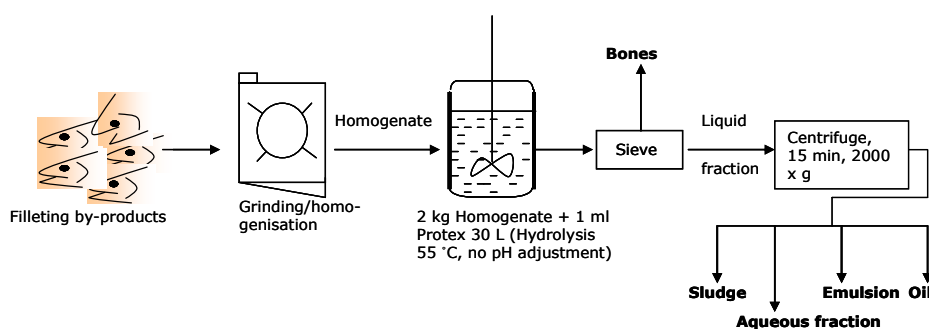 Filleting by-products
Grinding/homo-
genisation
Homogenate
2 kg Homogenate + 1 ml
Protex 30 L (Hydrolysis
55 ˚C, no pH adjustment)
Bones
Sieve
Liquid
fraction
Centrifuge,
15 min, 2000
x g
Sludge
Aqueous fraction
Emulsion
Oil